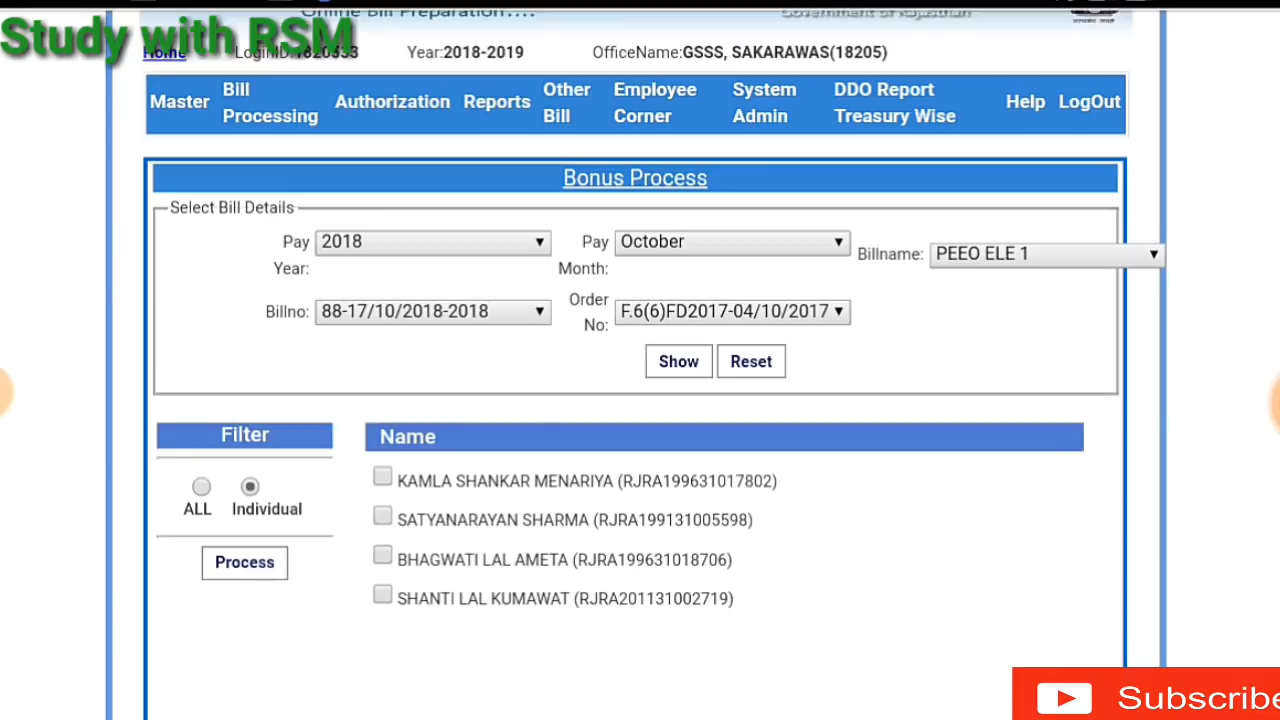 Online Bill Preparation....
Government of Rajasthan
Study with RSM
Home LoginID:1820533 Year:2018-2019 OfficeName:GSSS, SAKARAWAS(18205)
Master Bill Processing Authorization Reports Other Bill Employee Corner System Admin DDO Report Treasury Wise Help LogOut
Bonus Process
Select Bill Details
Pay Year: 2018 Pay Month: October Billname: PEEO ELE 1
Billno: 88-17/10/2018-2018 Order No: F.6(6)FD2017-04/10/2017
Show Reset
Filter Name
ALL Individual
Process
KAMLA SHANKAR MENARIYA (RJRA199631017802)
SATYANARAYAN SHARMA (RJRA199131005598)
BHAGWATI LAL AMETA (RJRA199631018706)
SHANTI LAL KUMAWAT (RJRA201131002719)
Subscribe